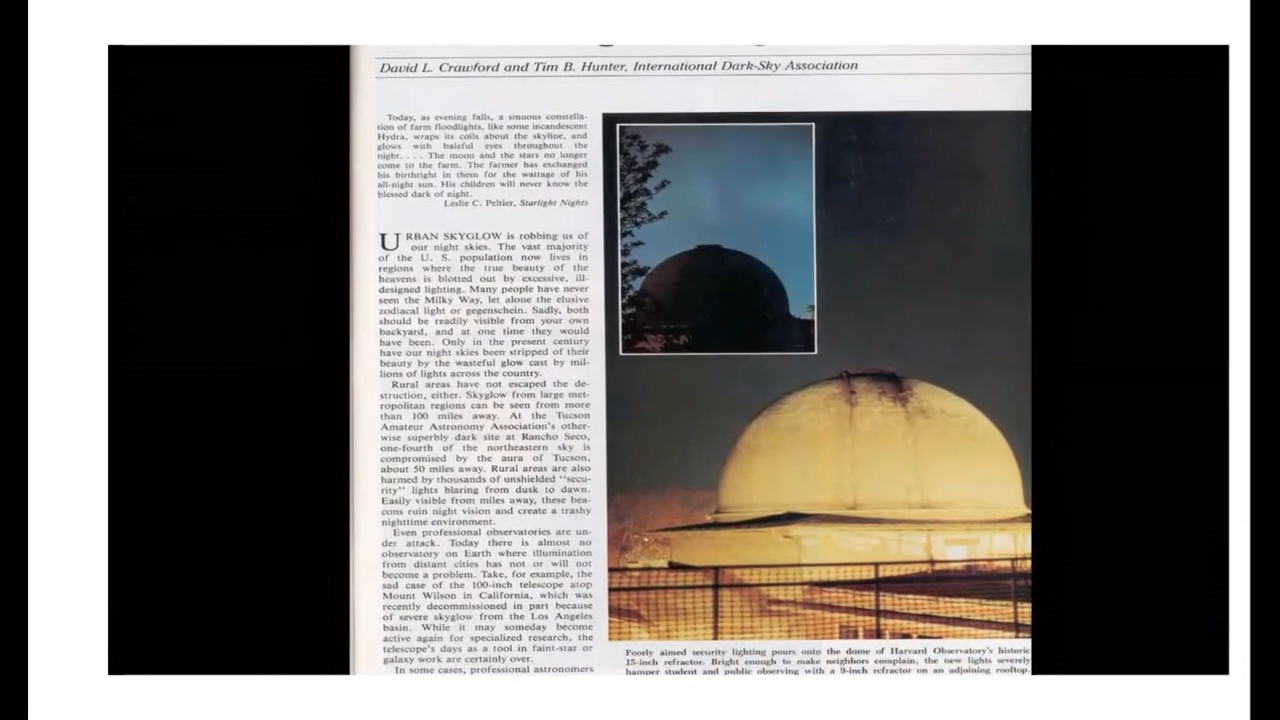 David L. Crawford and Tim B. Hunter, International Dark-Sky Association
Today, as evening falls, a sinuous constella-
tion of farm floodlights, like some incandescent
Hydra, wraps its coils about the skyline, and
glows with baleful eyes throughout the
night. . . . The moon and the stars no longer
come to the farm. The farmer has exchanged
his birthright in them for the wattage of his
all-night sun. His children will never know the
blessed dark of night.
Leslie C. Peltier, Starlight Nights
URBAN SKYGLOW is robbing us of
our night skies. The vast majority
of the U. S. population now lives in
regions where the true beauty of the
heavens is blotted out by excessive, ill-
designed lighting. Many people have never
seen the Milky Way, let alone the elusive
zodiacal light or gegenschein. Sadly, both
should be readily visible from your own
backyard, and at one time they would
have been. Only in the present century
have our night skies been stripped of their
beauty by the wasteful glow cast by mil-
lions of lights across the country.
Rural areas have not escaped the de-
struction, either. Skyglow from large met-
ropolitan regions can be seen from more
than 100 miles away. At the Tucson
Amateur Astronomy Association's other-
wise superbly dark site at Rancho Seco,
one-fourth of the northeastern sky is
compromised by the aura of Tucson,
about 50 miles away. Rural areas are also
harmed by thousands of unshielded "secu-
rity" lights blaring from dusk to dawn.
Easily visible from miles away, these bea-
cons ruin night vision and create a trashy
nighttime environment.
Even professional observatories are un-
der attack. Today there is almost no
observatory on Earth where illumination
from distant cities has not or will not
become a problem. Take, for example, the
sad case of the 100-inch telescope atop
Mount Wilson in California, which was
recently decommissioned in part because
of severe skyglow from the Los Angeles
basin. While it may someday become
active again for specialized research, the
telescope's days as a tool in faint-star or
galaxy work are certainly over.
In some cases, professional astronomers
Poorly aimed security lighting pours onto the dome of Harvard Observatory's historic
15-inch refractor. Bright enough to make neighbors complain, the new lights severely
hamper student and public observing with a 9-inch refractor on an adjoining rooftop.